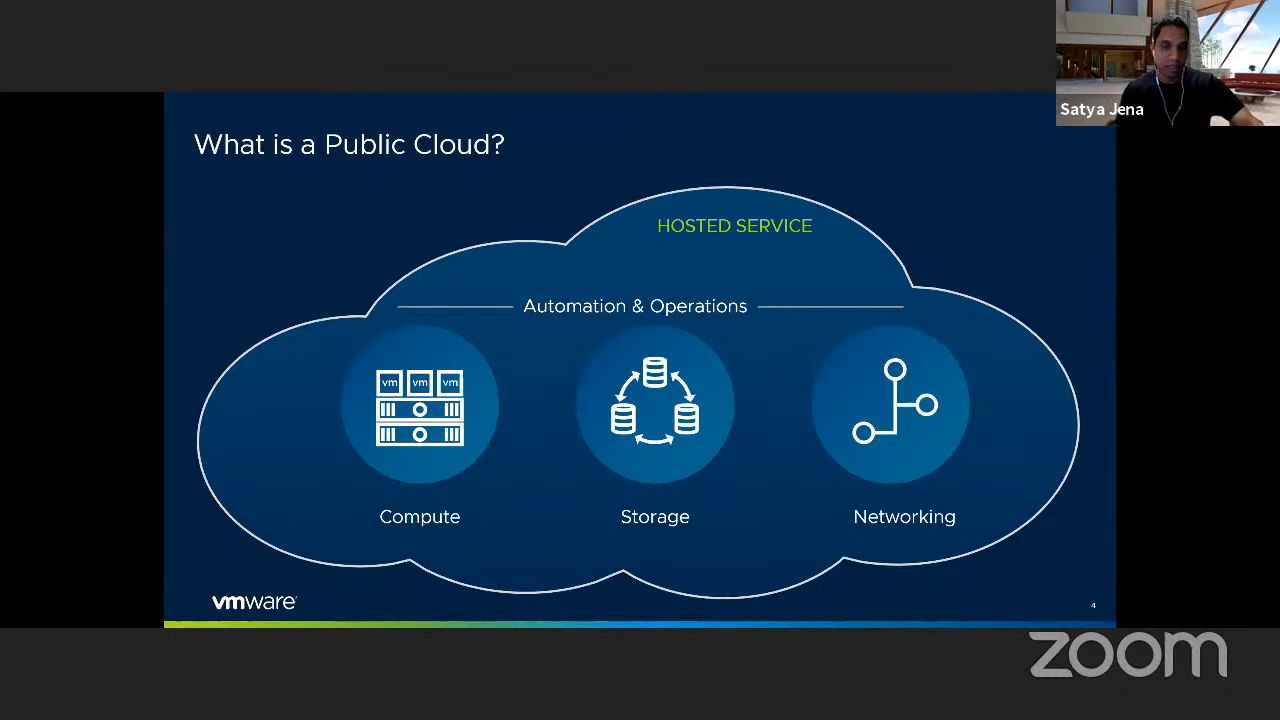 Satya Jena
What is a Public Cloud?
HOSTED SERVICE
Automation & Operations
vm vm vm
Compute
Storage
Networking
vmware®
4
zoom